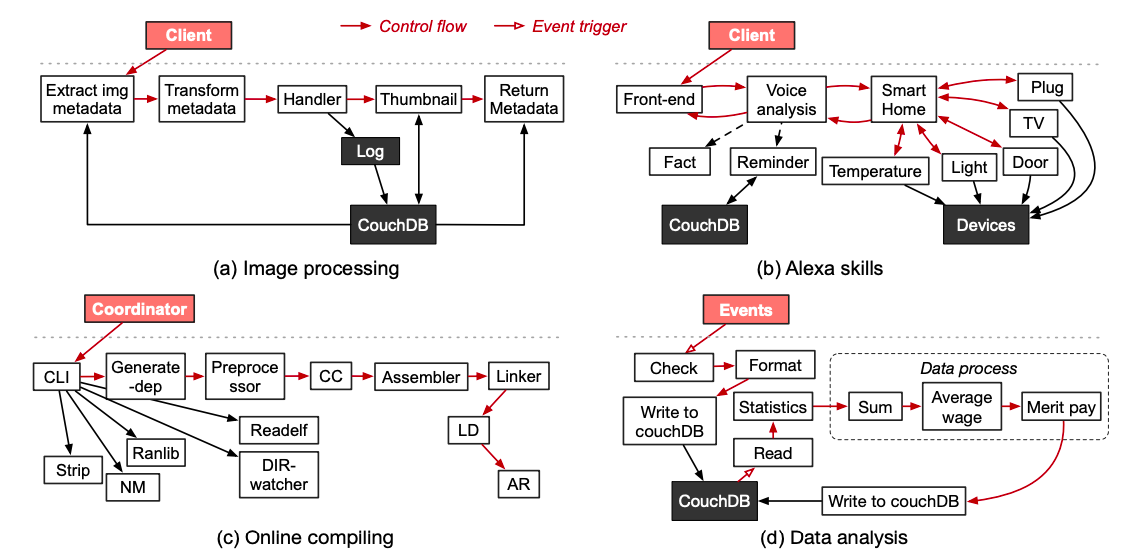 Control flow
Event trigger
Client
Extract img
metadata
Transform
metadata
Handler
Thumbnail
Return
Metadata
Log
CouchDB
(a) Image processing
Client
Front-end
Voice
analysis
Smart
Home
Plug
TV
Door
Light
Temperature
Fact
Reminder
CouchDB
Devices
(b) Alexa skills
Coordinator
CLI
Generate
-dep
Preproce
ssor
CC
Assembler
Linker
LD
AR
Readelf
Ranlib
DIR-
watcher
Strip
NM
(c) Online compiling
Events
Check
Format
Write to
couchDB
Statistics
Read
CouchDB
Data process
Sum
Average
wage
Merit pay
Write to couchDB
(d) Data analysis